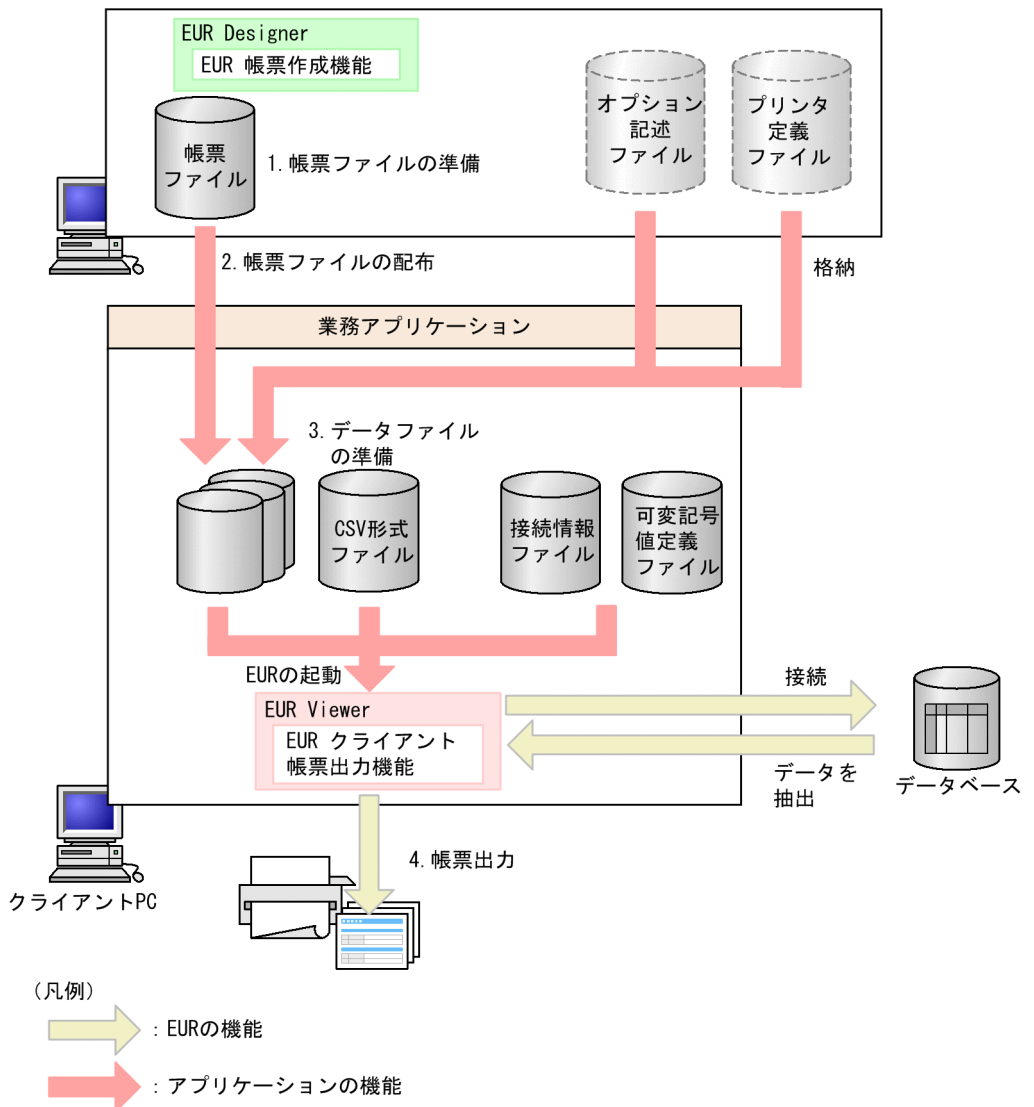 EUR Designer
EUR 帳票作成機能
帳票
ファイル
1. 帳票ファイルの準備
オプション
記述
ファイル
プリンタ
定義
ファイル
2. 帳票ファイルの配布
格納
業務アプリケーション
3. データファイル
の準備
CSV形式
ファイル
接続情報
ファイル
可変記号
値定義
ファイル
EURの起動
EUR Viewer
EUR クライアント
帳票出力機能
接続
データを
抽出
データベース
クライアントPC
4. 帳票出力
(凡例)
: EURの機能
: アプリケーションの機能